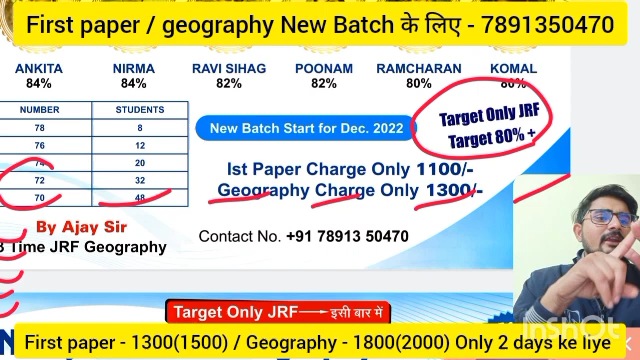 First paper / geography New Batch के लिए - 7891350470
ANKITA NIRMA RAVI SIHAG POONAM RAMCHARAN KOMAL
84% 84% 82% 82% 80% 80%
NUMBER STUDENTS
78 8
76 12
74 20
72 32
70 48
New Batch Start for Dec. 2022
Target Only JRF
Target 80% +
Ist Paper Charge Only 1100/-
Geography Charge Only 1300/-
By Ajay Sir
Time JRF Geography
Contact No. +91 78913 50470
Target Only JRF → इसी बार में
First paper - 1300(1500) / Geography - 1800(2000) Only 2 days ke liye